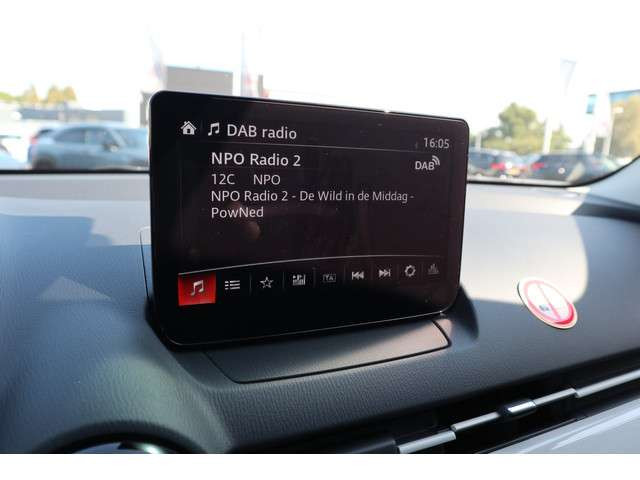 DAB radio
16:05
NPO Radio 2
DAB
12C NPO
NPO Radio 2 - De Wild in de Middag -
PowNed
TA